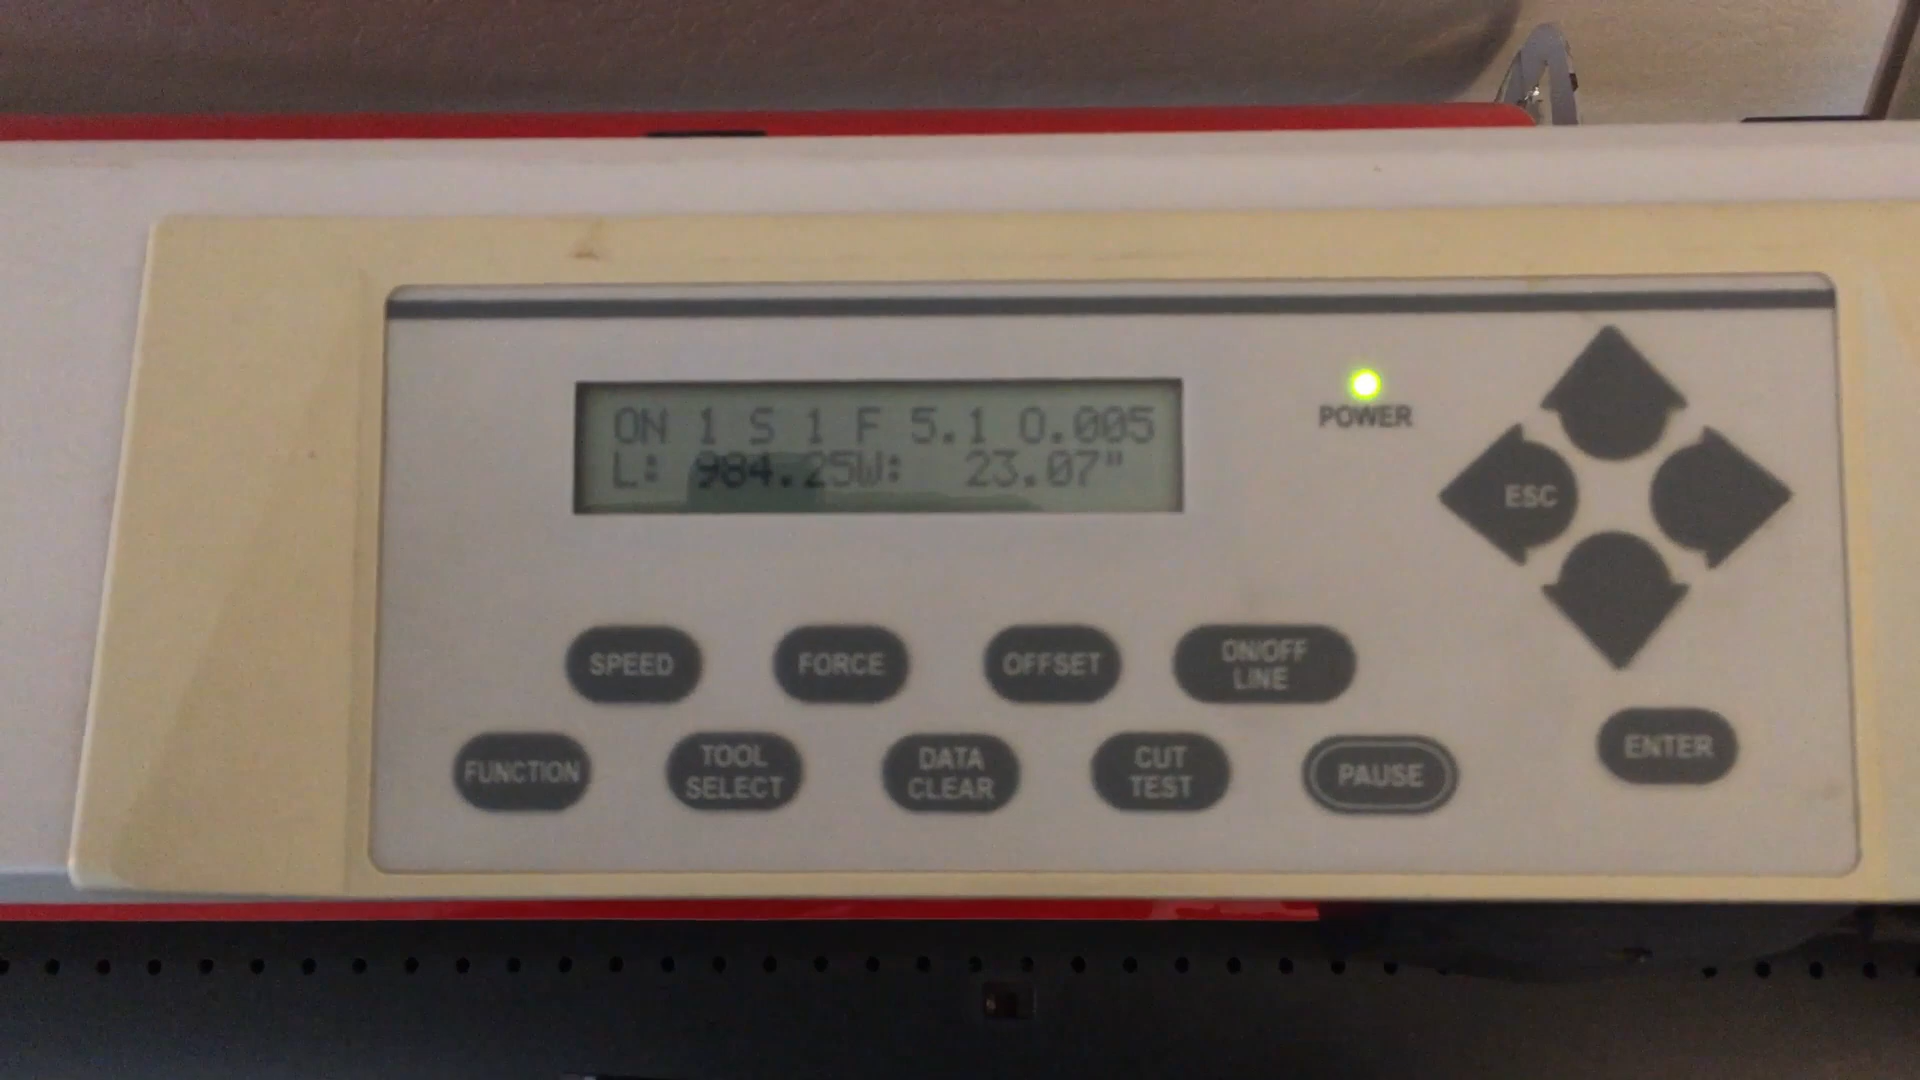 ON 1 S 1 F 5.1 0.005
L: 984.25W: 23.07"
POWER
ESC
SPEED
FORCE
OFFSET
ON/OFF
LINE
FUNCTION
TOOL
SELECT
DATA
CLEAR
CUT
TEST
PAUSE
ENTER